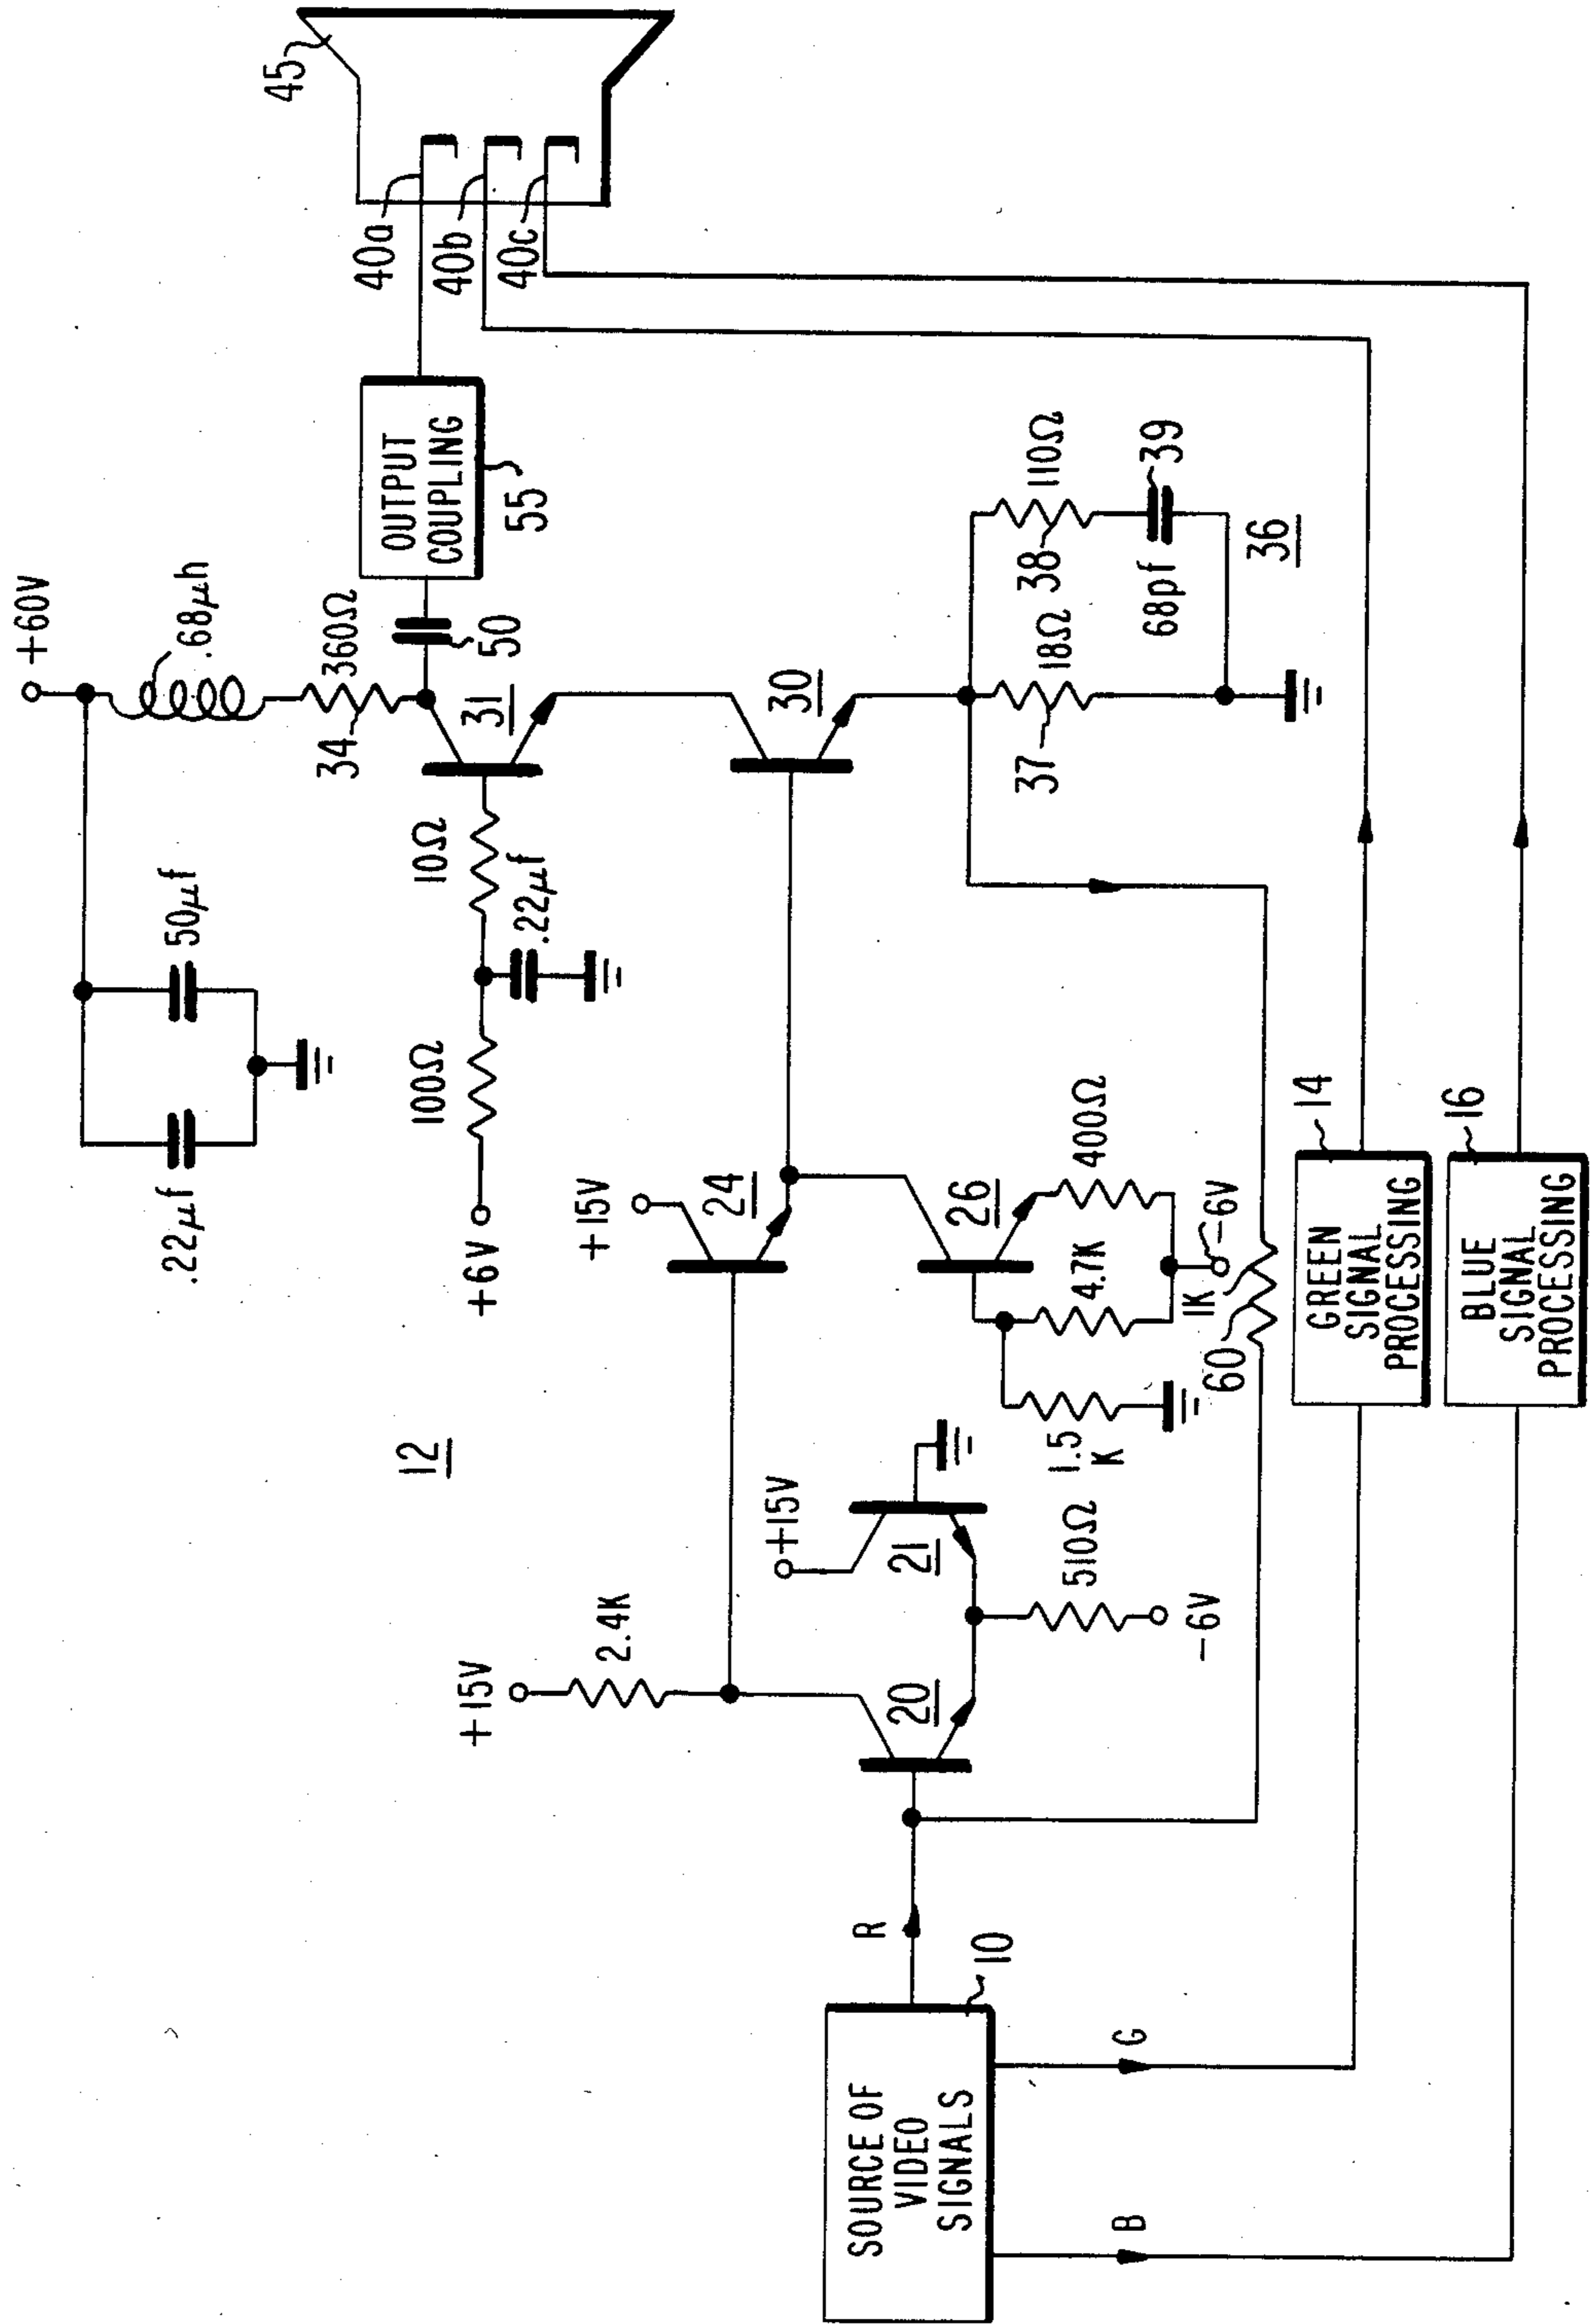 +60V
.68µh
50µf
.22µf
360Ω
34
31
50
OUTPUT
COUPLING
55
40a
40b
40c
45
10Ω
.22µf
100Ω
+6V
12
+15V
2.4K
+15V
24
30
37
18Ω
38
110Ω
68pf
39
36
20
21
+15V
510Ω
-6V
26
400Ω
4.7K
1.5
K
-6V
1K
60
SOURCE OF
VIDEO
SIGNALS
10
R
G
B
GREEN
SIGNAL
PROCESSING
14
BLUE
SIGNAL
PROCESSING
16